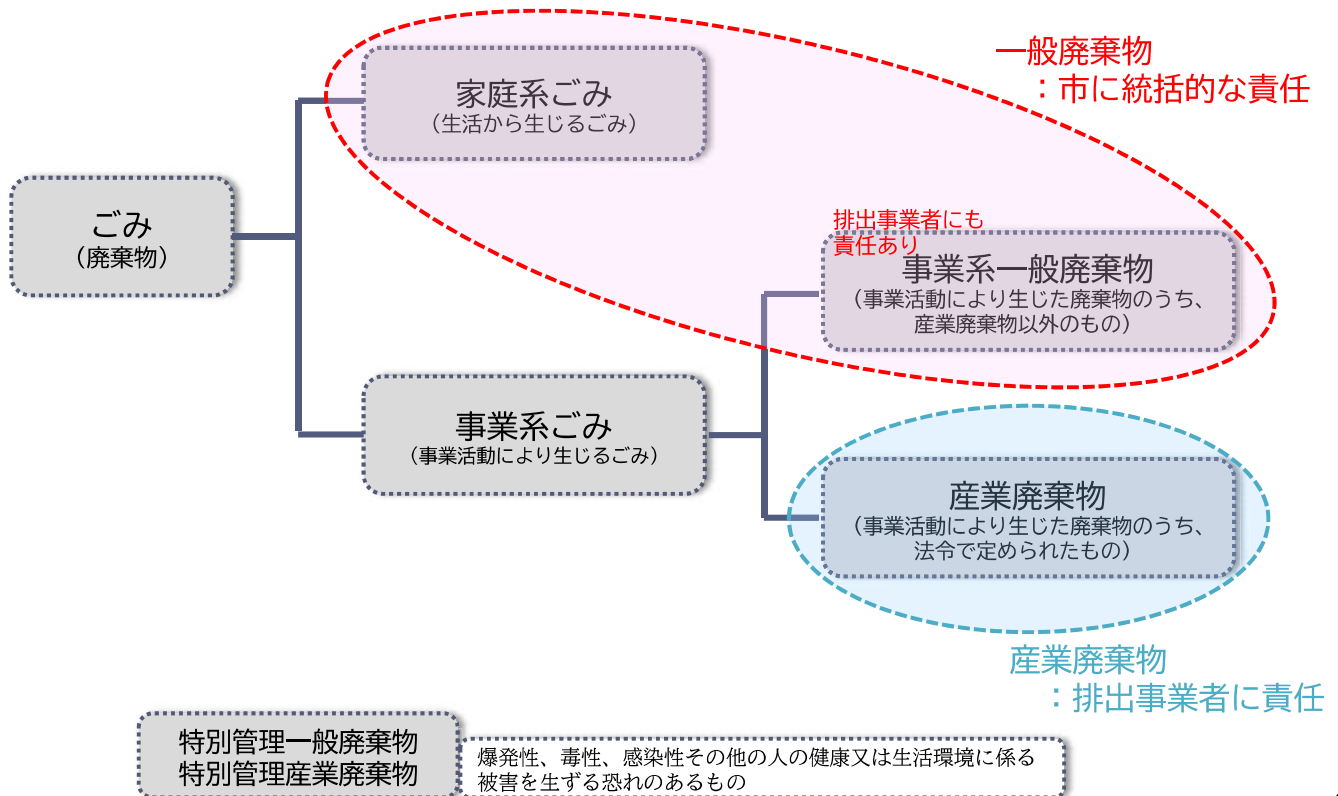 一般廃棄物
：市に統括的な責任
家庭系ごみ
（生活から生じるごみ）
ごみ
（廃棄物）
排出事業者にも
責任あり
事業系一般廃棄物
（事業活動により生じた廃棄物のうち、
産業廃棄物以外のもの）
事業系ごみ
（事業活動により生じるごみ）
産業廃棄物
（事業活動により生じた廃棄物のうち、
法令で定められたもの）
産業廃棄物
：排出事業者に責任
特別管理一般廃棄物
特別管理産業廃棄物
爆発性、毒性、感染性その他の人の健康又は生活環境に係る
被害を生ずる恐れのあるもの